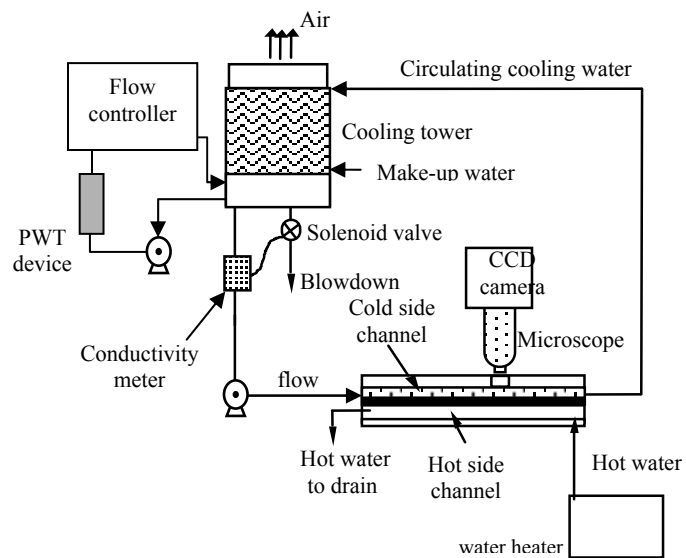 Air
Flow
controller
Circulating cooling water
Cooling tower
Make-up water
PWT
device
Solenoid valve
CCD
camera
Blowdown
Cold side
channel
Microscope
Conductivity
meter
flow
Hot water
to drain
Hot side
channel
Hot water
water heater